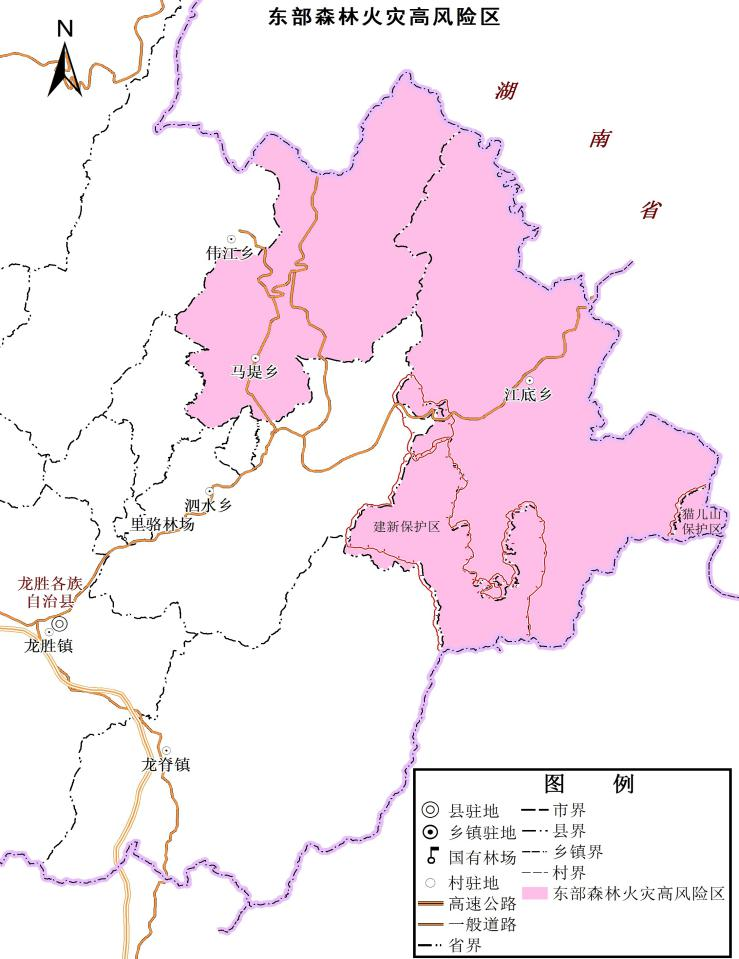 东部森林火灾高风险区
N
湖
南
省
伟江乡
马堤乡
江底乡
泗水乡
里骆林场
建新保护区
猫儿山
保护区
龙胜各族
自治县
龙胜镇
龙脊镇
图 例
县驻地
乡镇驻地
国有林场
村驻地
高速公路
一般道路
省界
市界
县界
乡镇界
村界
东部森林火灾高风险区